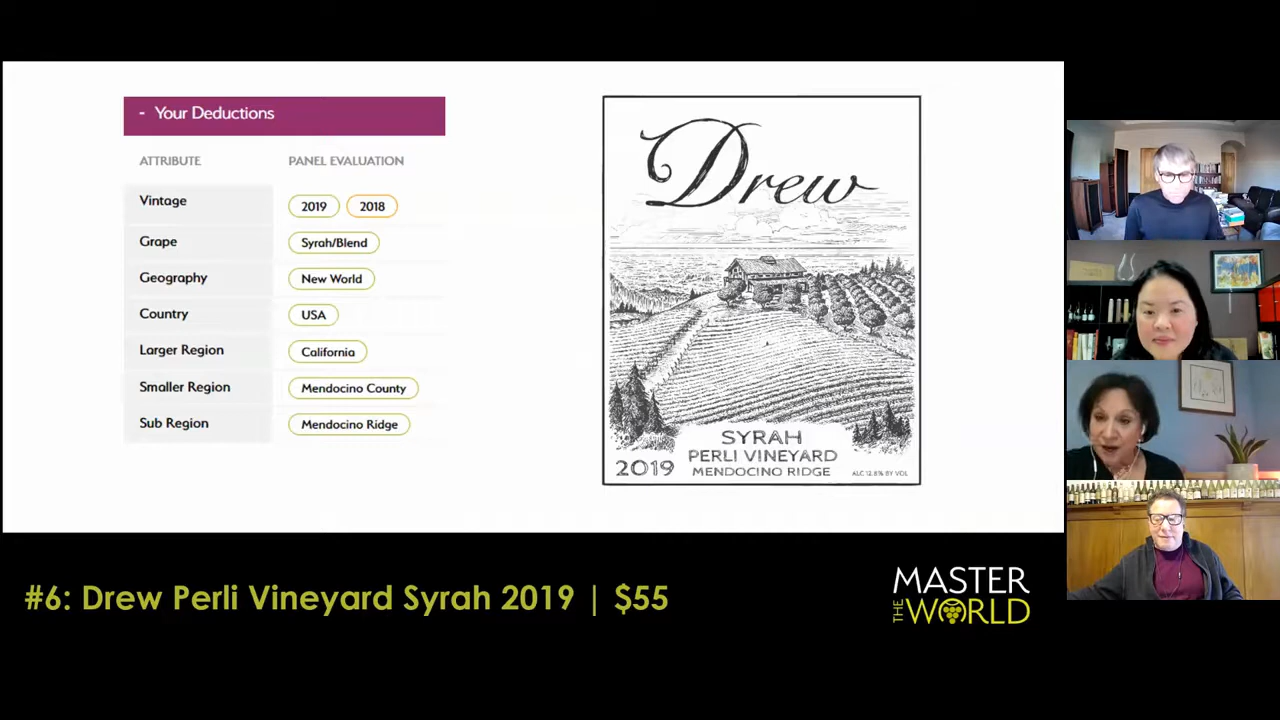 - Your Deductions
ATTRIBUTE PANEL EVALUATION
Vintage 2019 2018
Grape Syrah/Blend
Geography New World
Country USA
Larger Region California
Smaller Region Mendocino County
Sub Region Mendocino Ridge
Drew
SYRAH
PERLI VINEYARD
2019 MENDOCINO RIDGE ALC 12.8% BY VOL
#6: Drew Perli Vineyard Syrah 2019 | $55
MASTER
THE WORLD